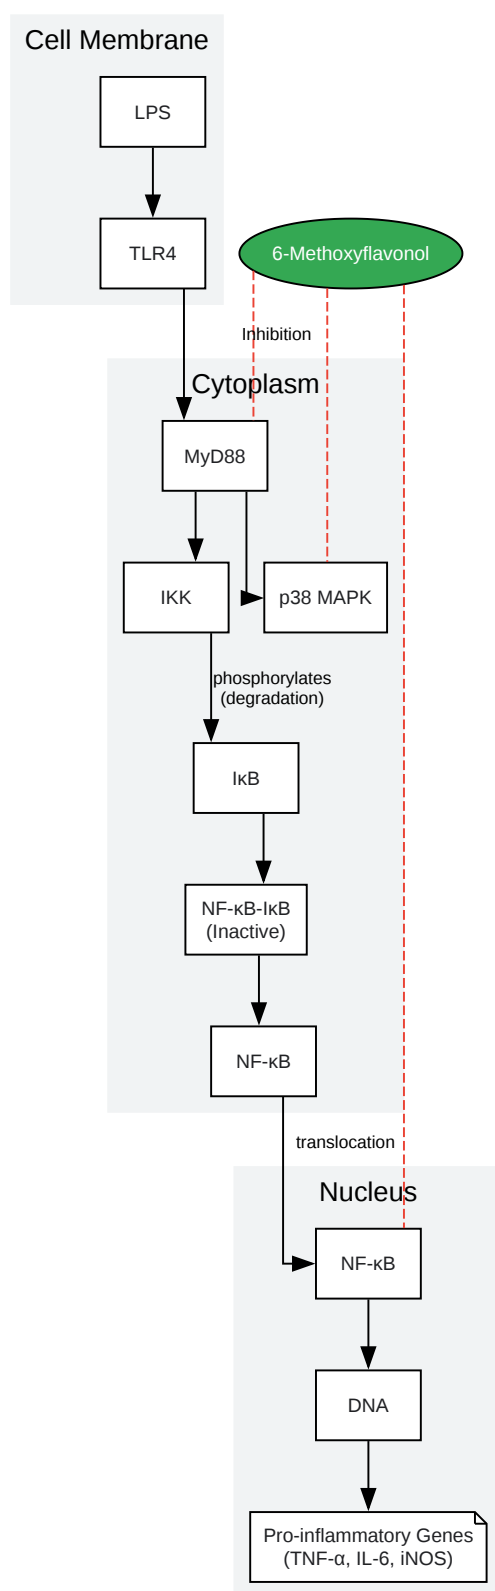 Cell Membrane
LPS
TLR4
6-Methoxyflavonol
Inhibition
Cytoplasm
MyD88
IKK
p38 MAPK
phosphorylates
(degradation)
IκB
NF-κB-IκB
(Inactive)
NF-κB
translocation
Nucleus
NF-κB
DNA
Pro-inflammatory Genes
(TNF-α, IL-6, iNOS)